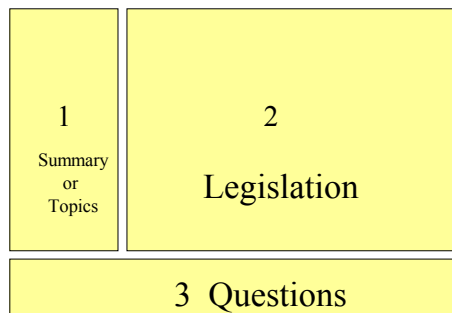 1
Summary
or
Topics
2
Legislation
3 Questions